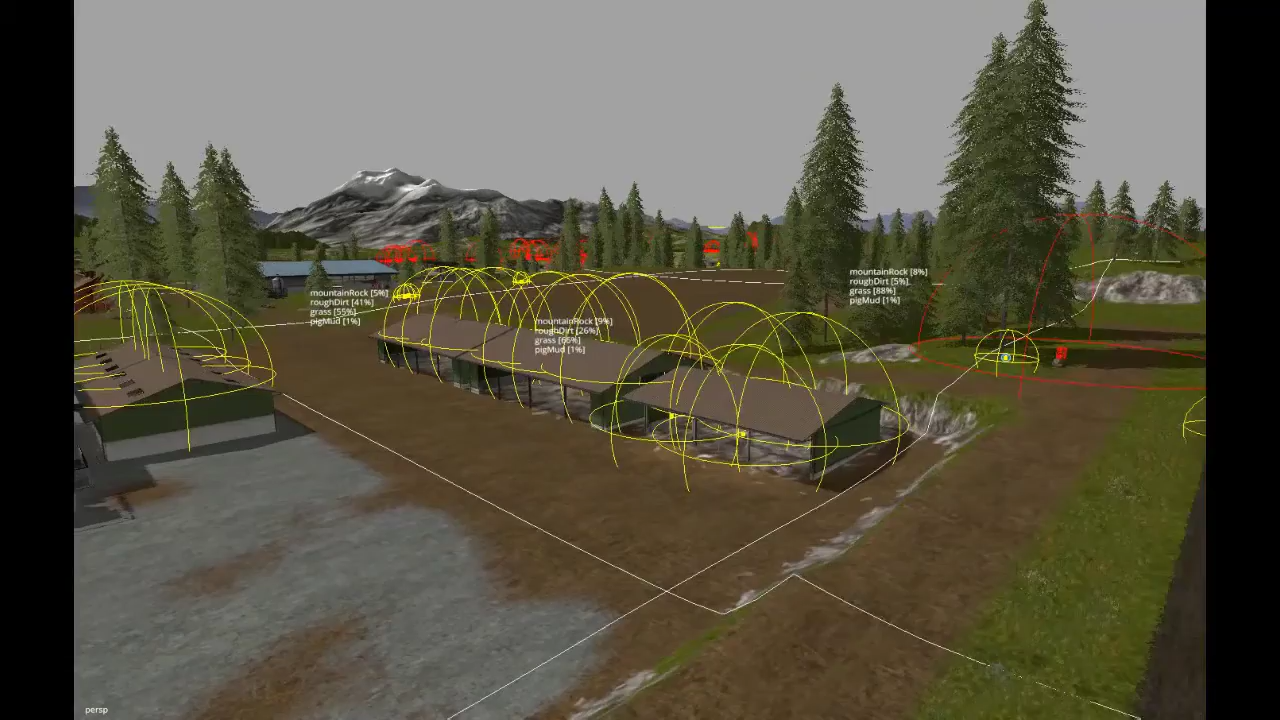 mountainRock [5%]
roughDirt [41%]
grass [55%]
pigMud [1%]
mountainRock [9%]
roughDirt [26%]
grass [66%]
pigMud [1%]
mountainRock [8%]
roughDirt [5%]
grass [88%]
pigMud [1%]
persp